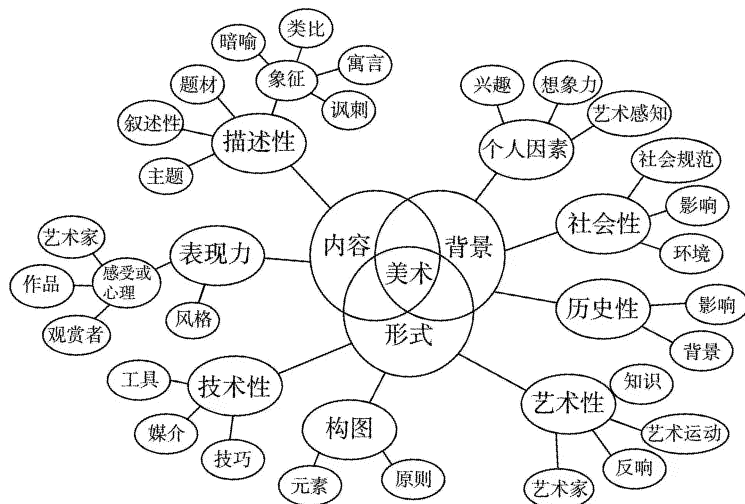 类比
暗喻
寓言
象征
讽刺
题材
叙述性
描述性
主题
兴趣
想象力
艺术感知
个人因素
社会规范
社会性
影响
环境
内容
背景
美术
形式
艺术家
表现力
作品
感受或
心理
观赏者
风格
历史性
影响
背景
工具
技术性
媒介
技巧
构图
元素
原则
艺术性
知识
艺术运动
反响
艺术家